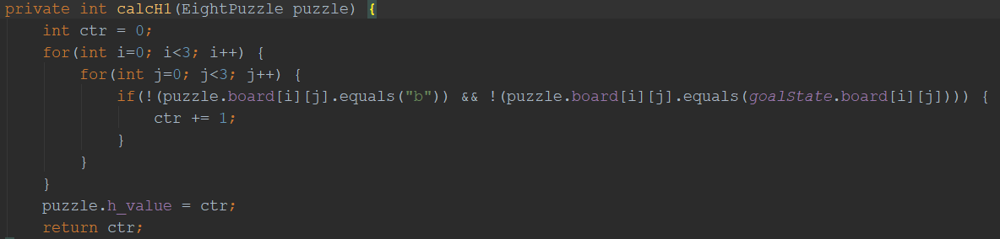 private int calcH1(EightPuzzle puzzle) {
    int ctr = 0;
    for(int i=0; i<3; i++) {
        for(int j=0; j<3; j++) {
            if(!(puzzle.board[i][j].equals("b")) && !(puzzle.board[i][j].equals(goalState.board[i][j]))) {
                ctr += 1;
            }
        }
    }
    puzzle.h_value = ctr;
    return ctr;